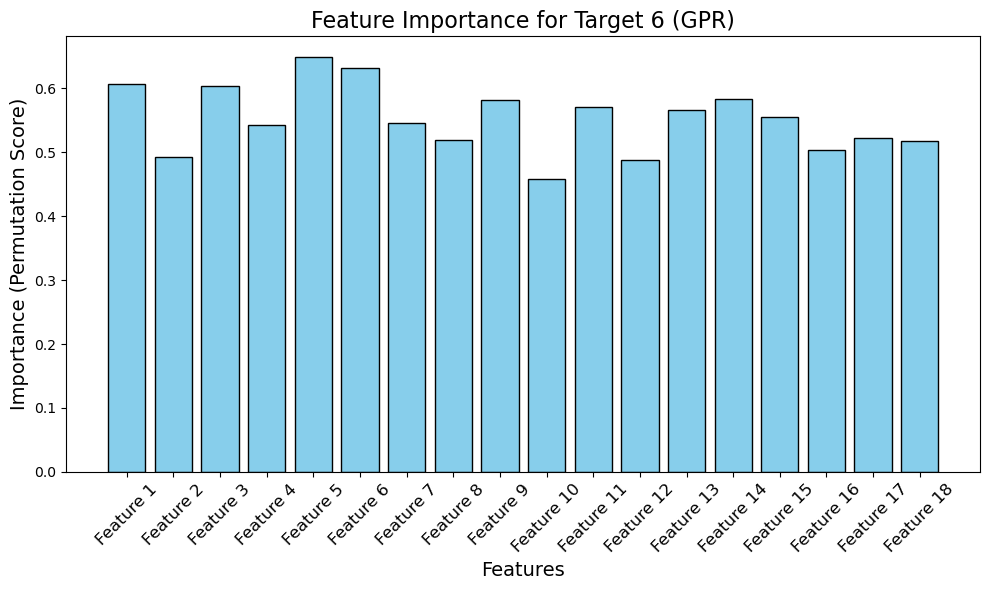 Feature Importance for Target 6 (GPR)
Importance (Permutation Score)
0.6
0.5
0.4
0.3
0.2
0.1
0.0
Feature 1
Feature 2
Feature 3
Feature 4
Feature 5
Feature 6
Feature 7
Feature 8
Feature 9
Feature 10
Feature 11
Feature 12
Feature 13
Feature 14
Feature 15
Feature 16
Feature 17
Feature 18
Features